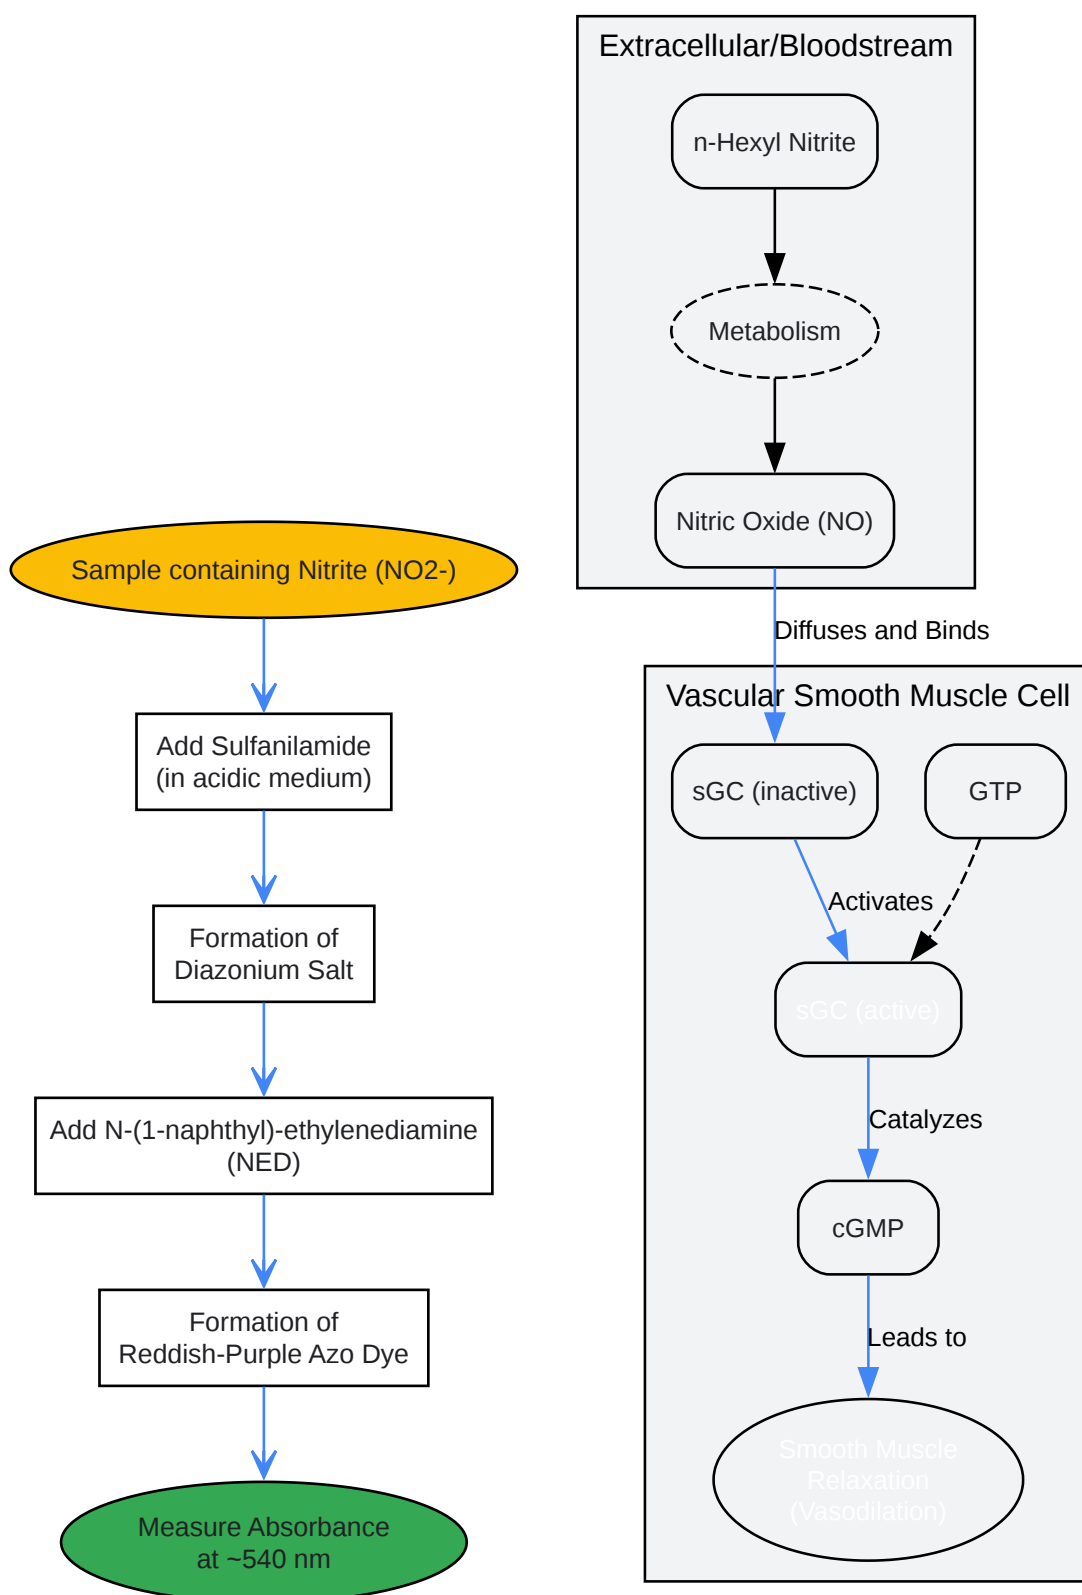 Extracellular/Bloodstream
n-Hexyl Nitrite
Metabolism
Nitric Oxide (NO)
Diffuses and Binds
Vascular Smooth Muscle Cell
sGC (inactive)
GTP
Activates
sGC (active)
Catalyzes
cGMP
Leads to
Smooth Muscle
Relaxation
(Vasodilation)
Sample containing Nitrite (NO2-)
Add Sulfanilamide
(in acidic medium)
Formation of
Diazonium Salt
Add N-(1-naphthyl)-ethylenediamine
(NED)
Formation of
Reddish-Purple Azo Dye
Measure Absorbance
at ~540 nm